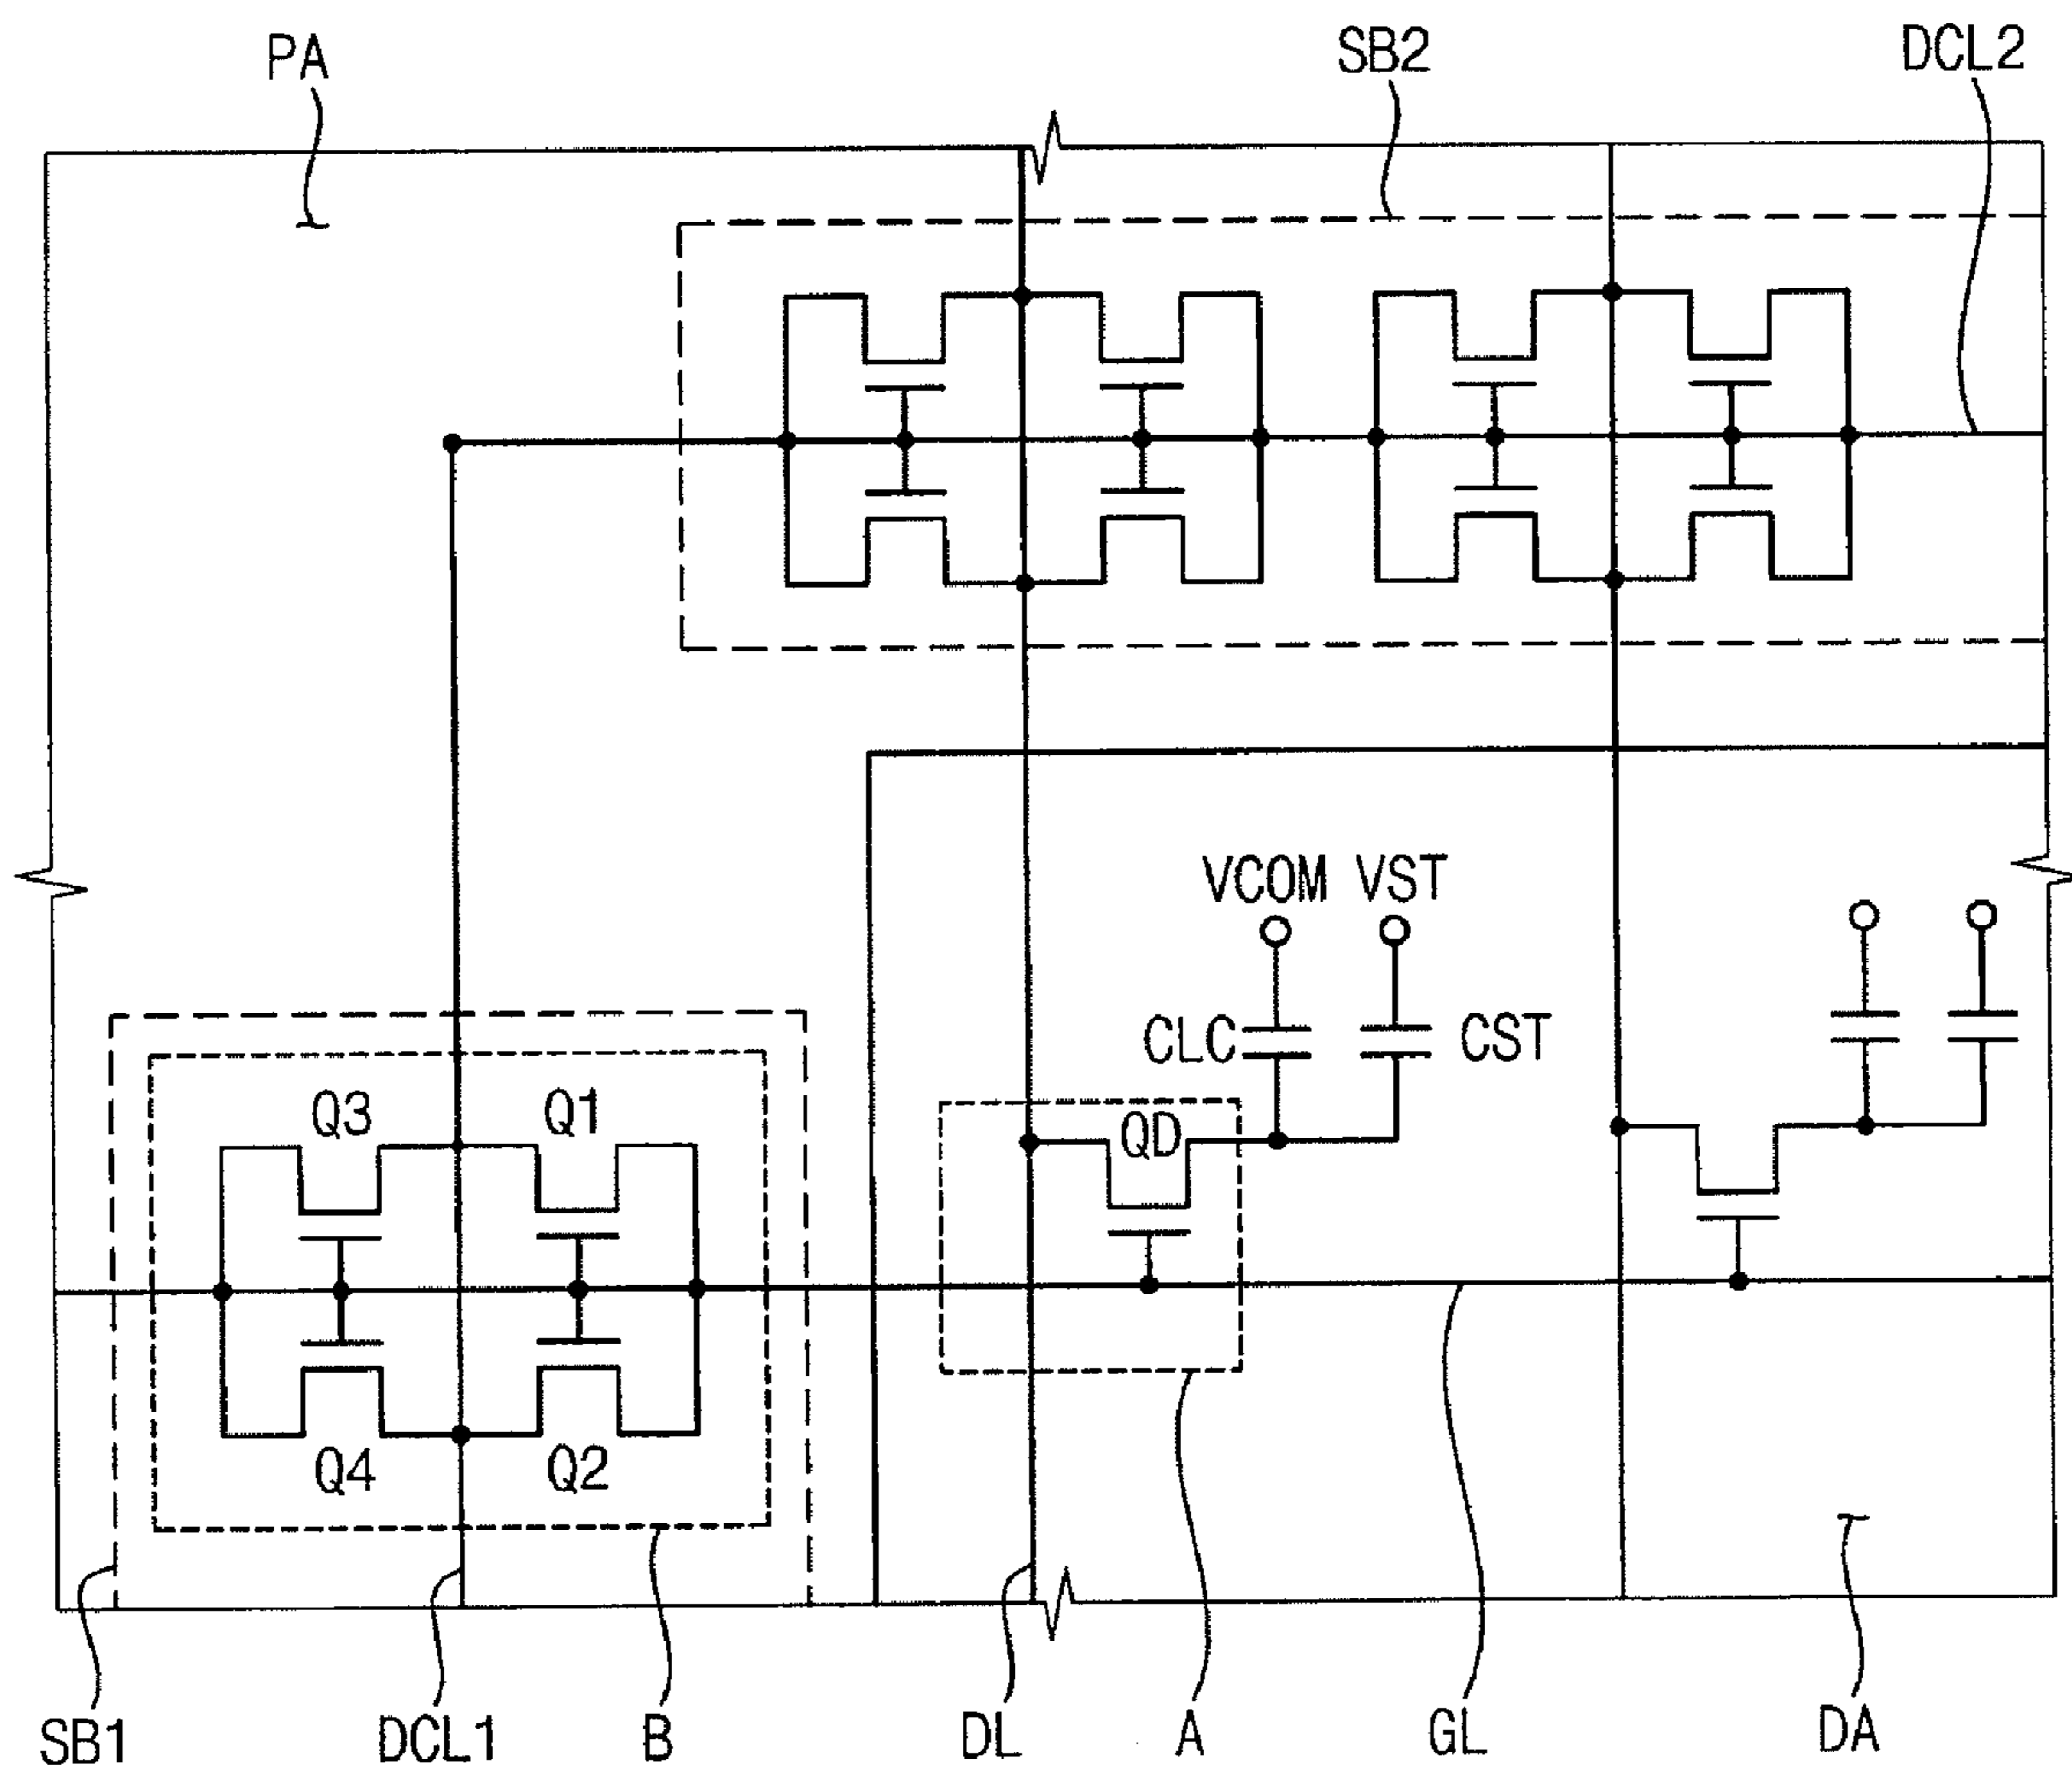 PA
SB2
DCL2
VCOM VST
CLC
CST
Q3
Q1
QD
Q4
Q2
SB1
DCL1
B
DL
A
GL
DA